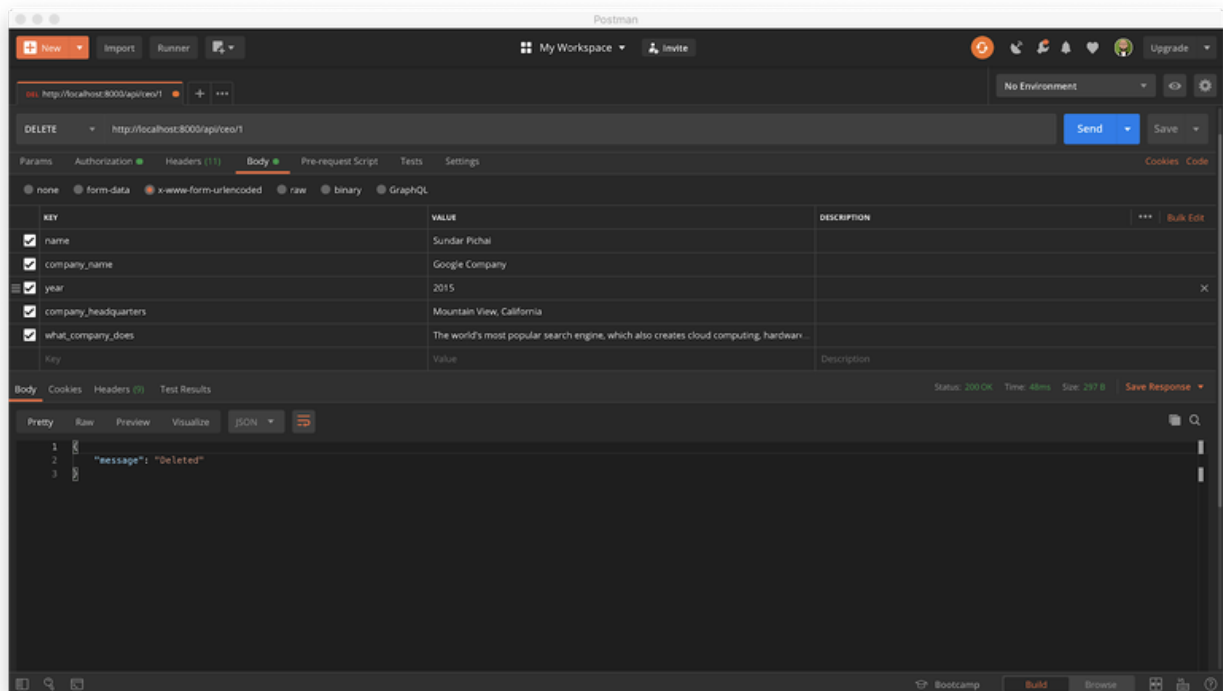 Postman
New Import Runner My Workspace Invite Upgrade
DEL http://localhost:8000/api/ceo/1 + ••• No Environment
DELETE http://localhost:8000/api/ceo/1 Send Save
Params Authorization Headers (11) Body Pre-request Script Tests Settings Cookies Code
none form-data x-www-form-urlencoded raw binary GraphQL
KEY VALUE DESCRIPTION ••• Bulk Edit
name Sundar Pichai
company_name Google Company
year 2015
company_headquarters Mountain View, California
what_company_does The world's most popular search engine, which also creates cloud computing, hardwar...
Key Value Description
Body Cookies Headers (9) Test Results Status: 200 OK Time: 48ms Size: 297 B Save Response
Pretty Raw Preview Visualize JSON
1 {
2 "message": "Deleted"
3 }
Bootcamp Build Browse